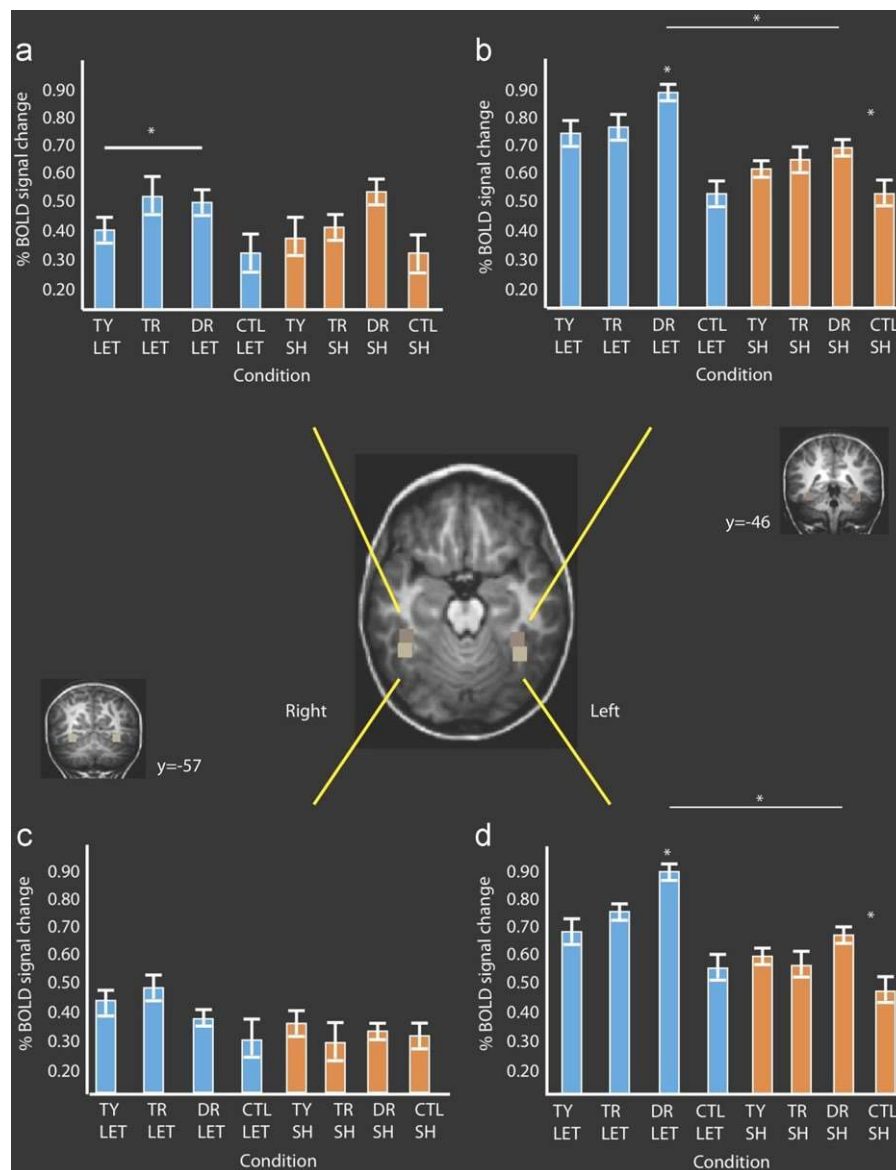 a
*
% BOLD signal change
0.90
0.80
0.70
0.60
0.50
0.40
0.30
0.20
TY TR DR CTL TY TR DR CTL
LET LET LET LET SH SH SH SH
Condition
b
*
*
*
% BOLD signal change
0.90
0.80
0.70
0.60
0.50
0.40
0.30
0.20
TY TR DR CTL TY TR DR CTL
LET LET LET LET SH SH SH SH
Condition
y=-46
Right
Left
y=-57
c
% BOLD signal change
0.90
0.80
0.70
0.60
0.50
0.40
0.30
0.20
TY TR DR CTL TY TR DR CTL
LET LET LET LET SH SH SH SH
Condition
d
*
*
*
% BOLD signal change
0.90
0.80
0.70
0.60
0.50
0.40
0.30
0.20
TY TR DR CTL TY TR DR CTL
LET LET LET LET SH SH SH SH
Condition